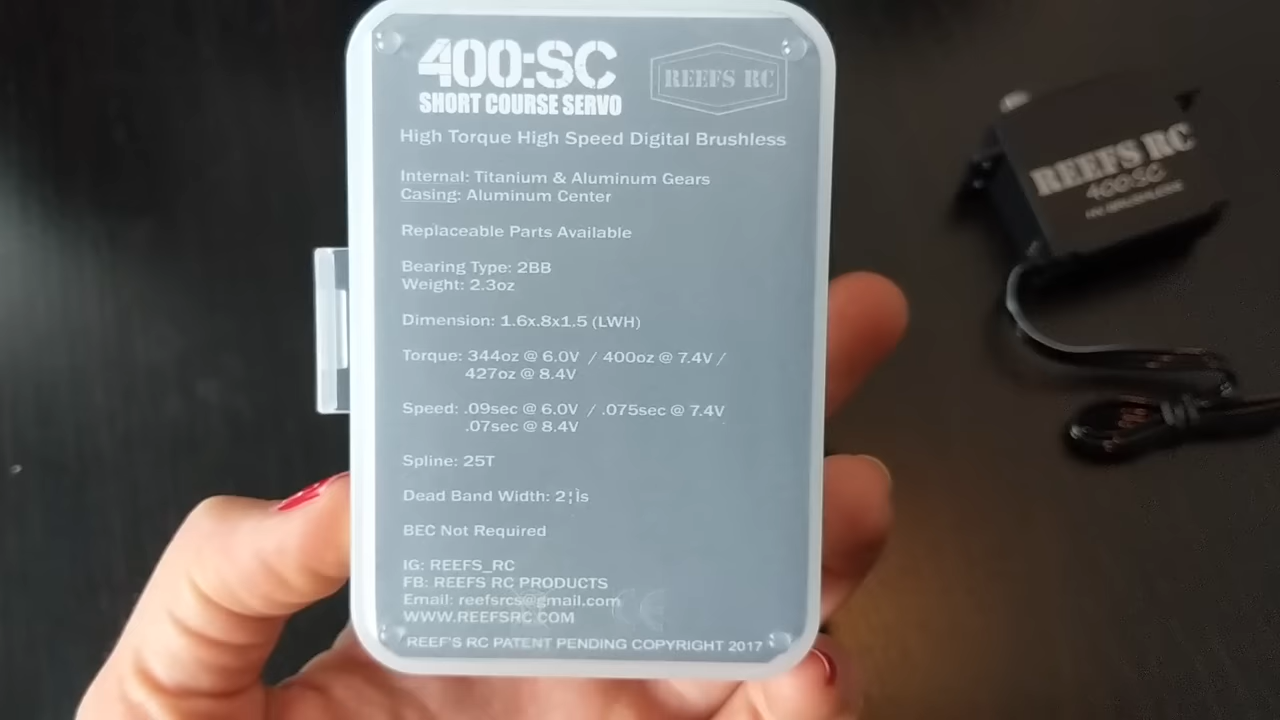 400:SC
SHORT COURSE SERVO
REEFS RC
High Torque High Speed Digital Brushless
Internal: Titanium & Aluminum Gears
Casing: Aluminum Center
Replaceable Parts Available
Bearing Type: 2BB
Weight: 2.3oz
Dimension: 1.6x.8x1.5 (LWH)
Torque: 344oz @ 6.0V / 400oz @ 7.4V /
427oz @ 8.4V
Speed: .09sec @ 6.0V / .075sec @ 7.4V
.07sec @ 8.4V
Spline: 25T
Dead Band Width: 2¦Ìs
BEC Not Required
IG: REEFS_RC
FB: REEFS RC PRODUCTS
Email: reefsrcs@gmail.com
WWW.REEFSRC.COM
CE
REEF'S RC PATENT PENDING COPYRIGHT 2017
REEFS RC
400:SC
HV BRUSHLESS